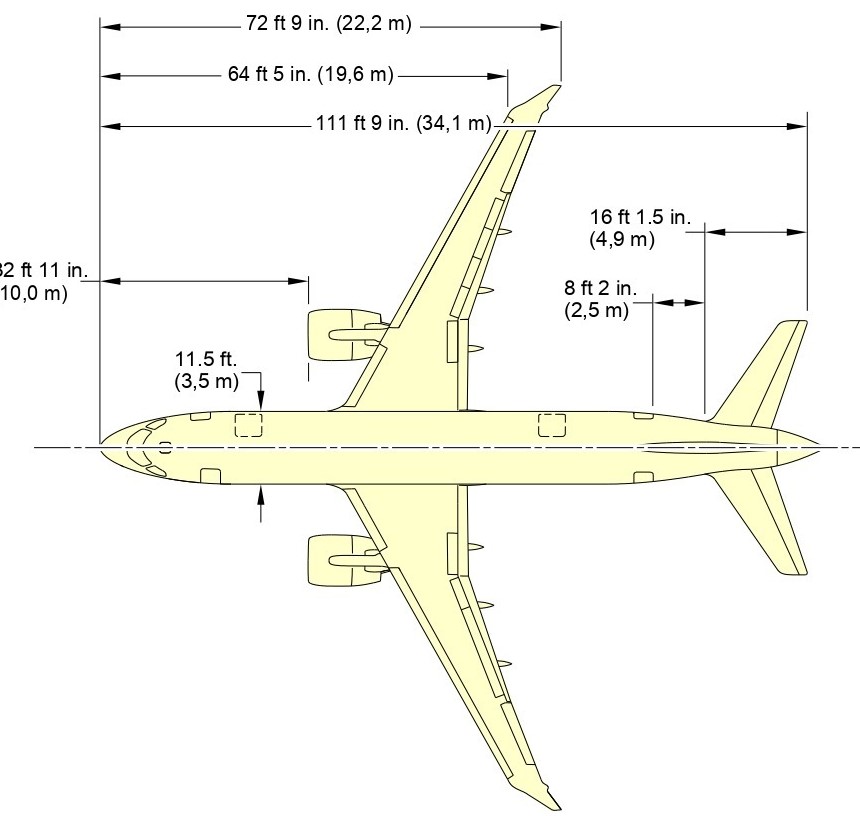 72 ft 9 in. (22,2 m)
64 ft 5 in. (19,6 m)
111 ft 9 in. (34,1 m)
16 ft 1.5 in.
(4,9 m)
32 ft 11 in.
(10,0 m)
8 ft 2 in.
(2,5 m)
11.5 ft.
(3,5 m)